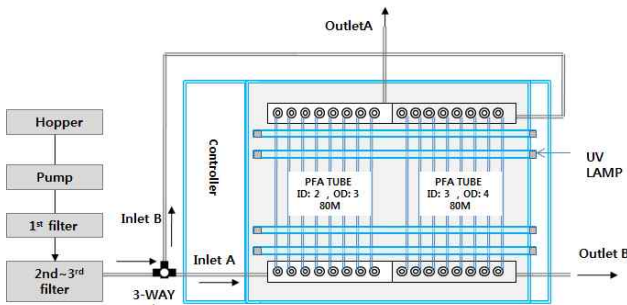 OutletA
Hopper
Pump
1st filter
2nd~3rd
filter
Controller
Inlet B
Inlet A
3-WAY
PFA TUBE
ID: 2 , OD: 3
80M
PFA TUBE
ID: 3 , OD: 4
80M
UV
LAMP
Outlet B